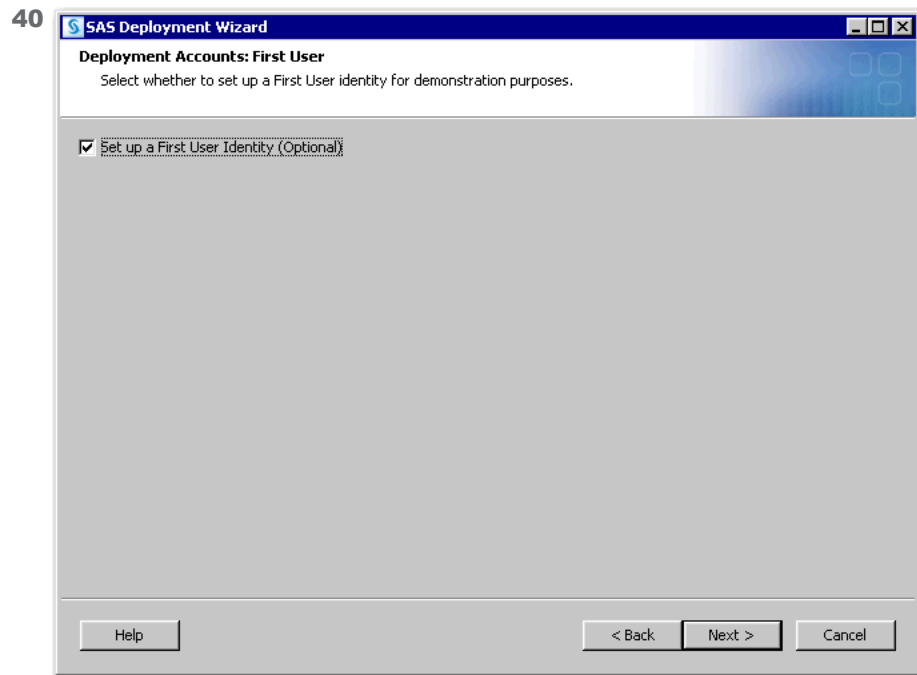 40
SAS Deployment Wizard
Deployment Accounts: First User
Select whether to set up a First User identity for demonstration purposes.
Set up a First User Identity (Optional)
Help
< Back
Next >
Cancel